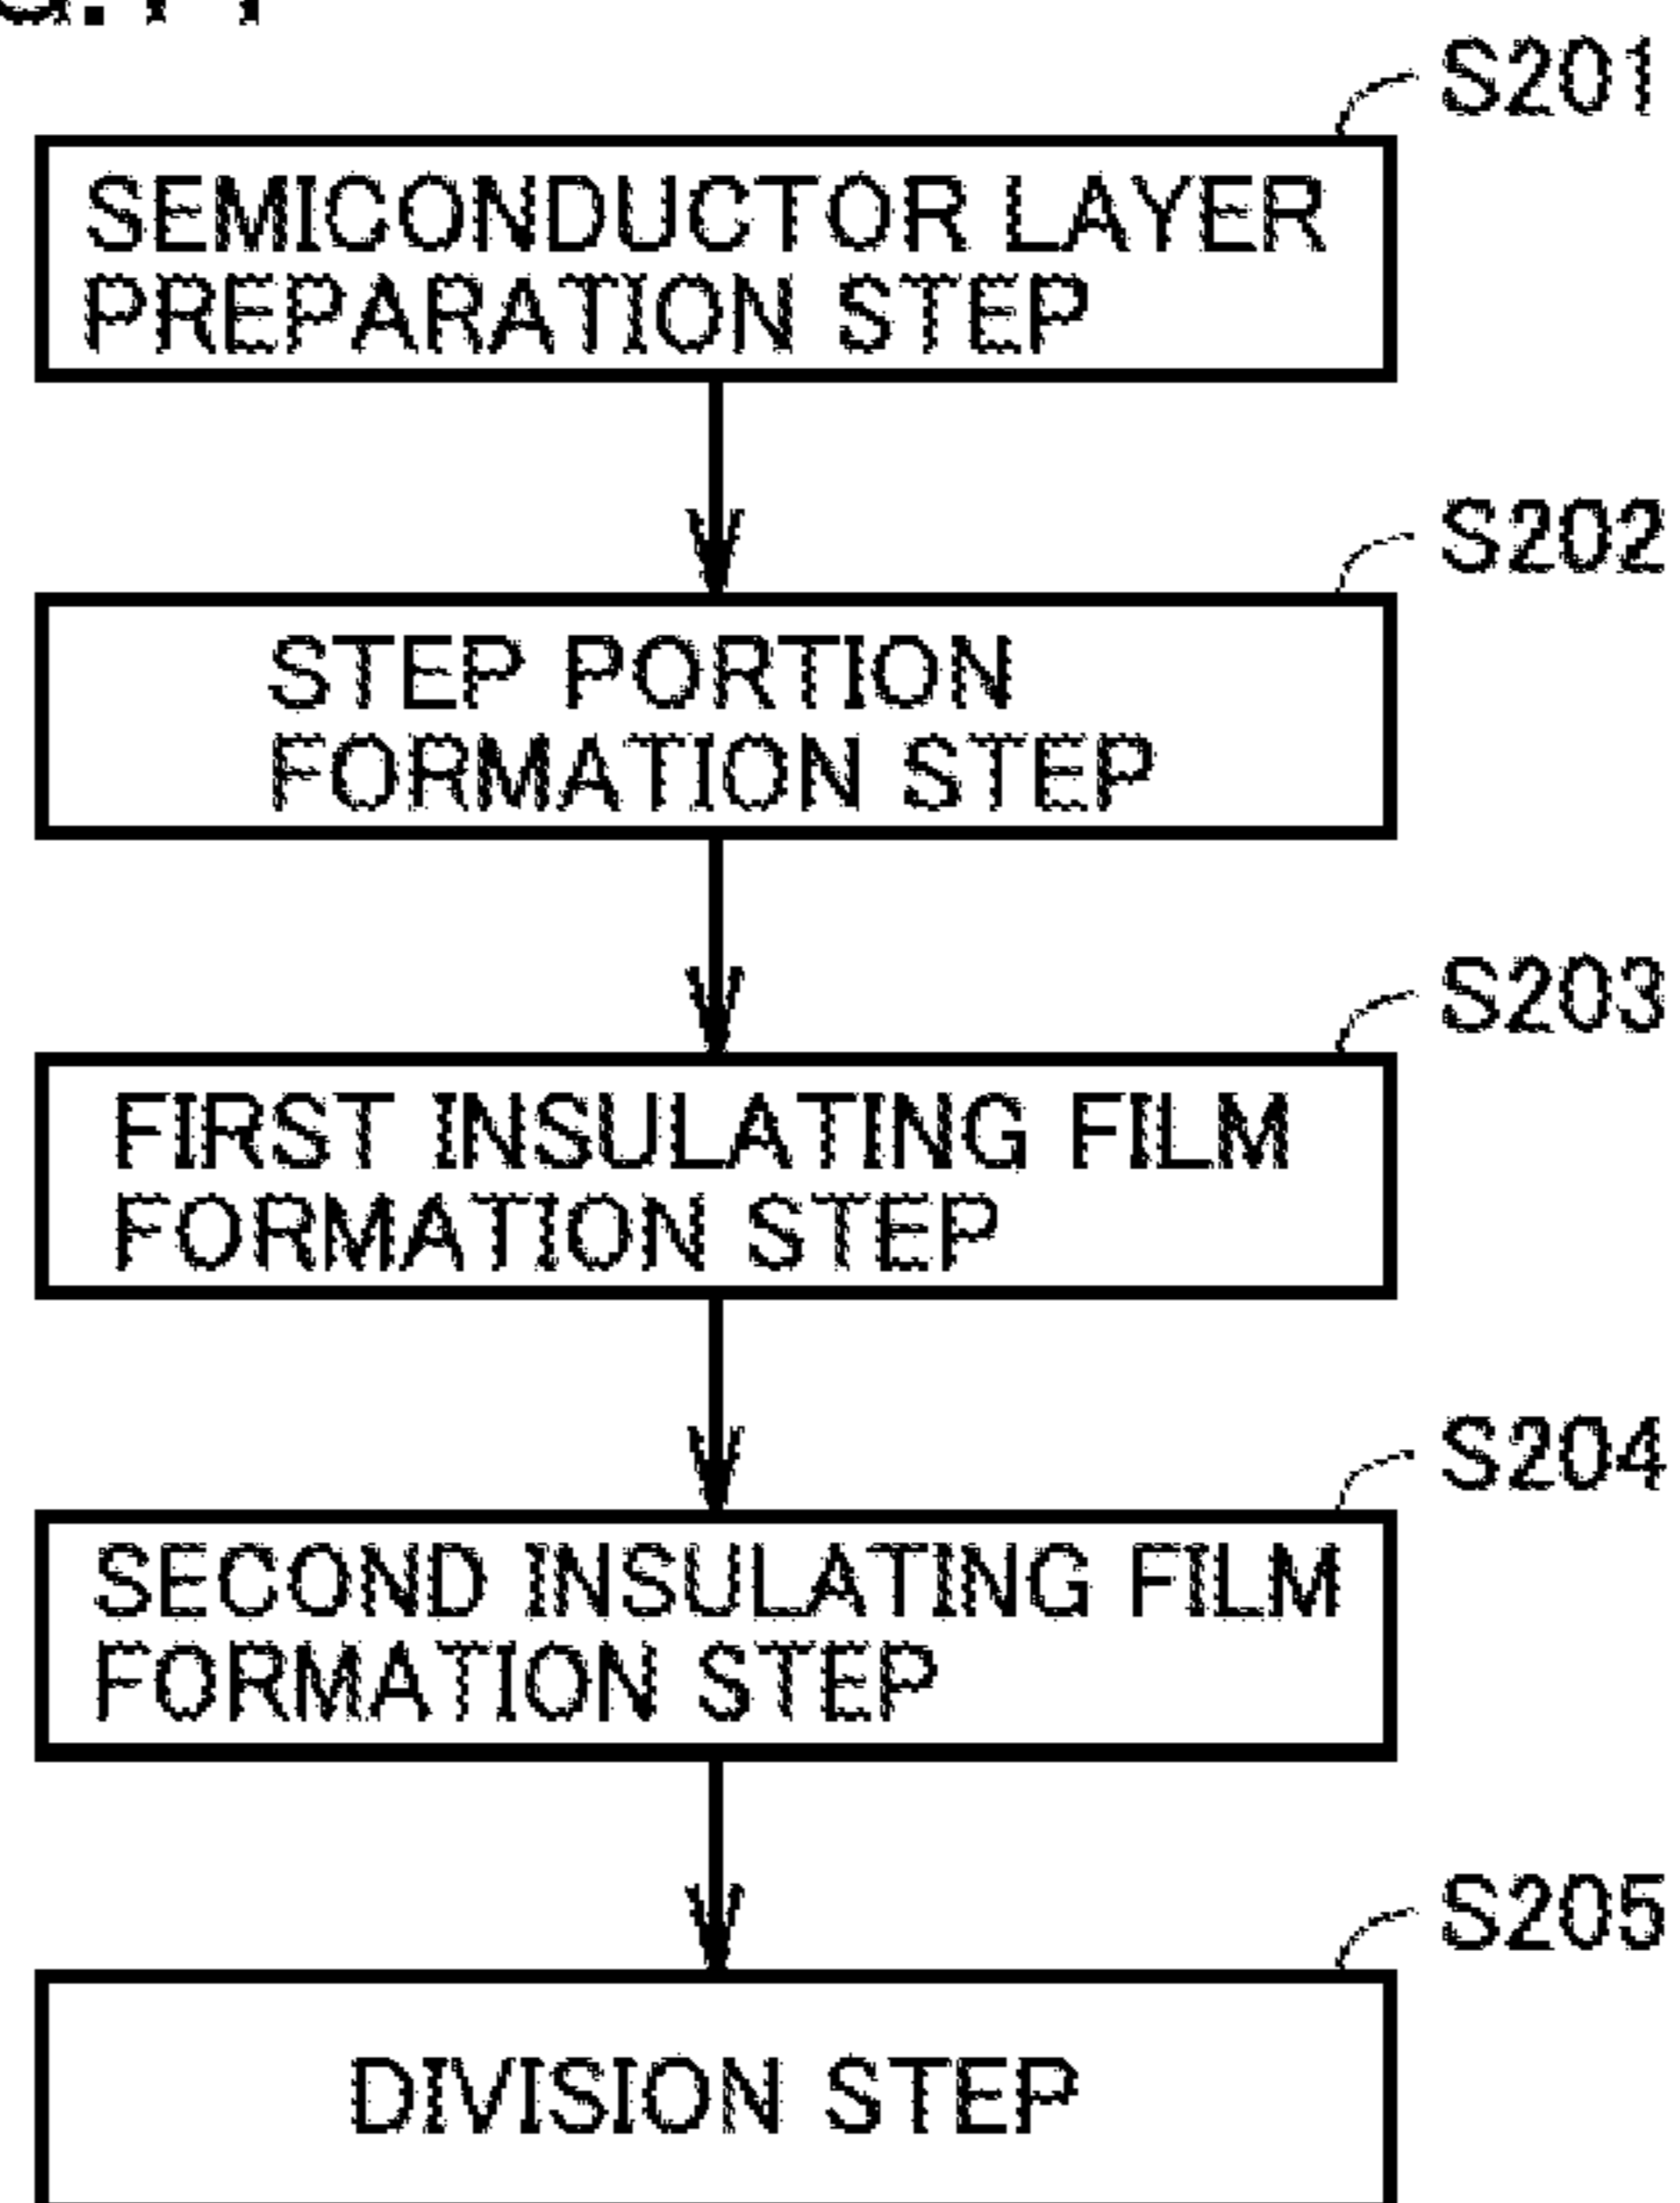 S201
SEMICONDUCTOR LAYER
PREPARATION STEP
S202
STEP PORTION
FORMATION STEP
S203
FIRST INSULATING FILM
FORMATION STEP
S204
SECOND INSULATING FILM
FORMATION STEP
S205
DIVISION STEP